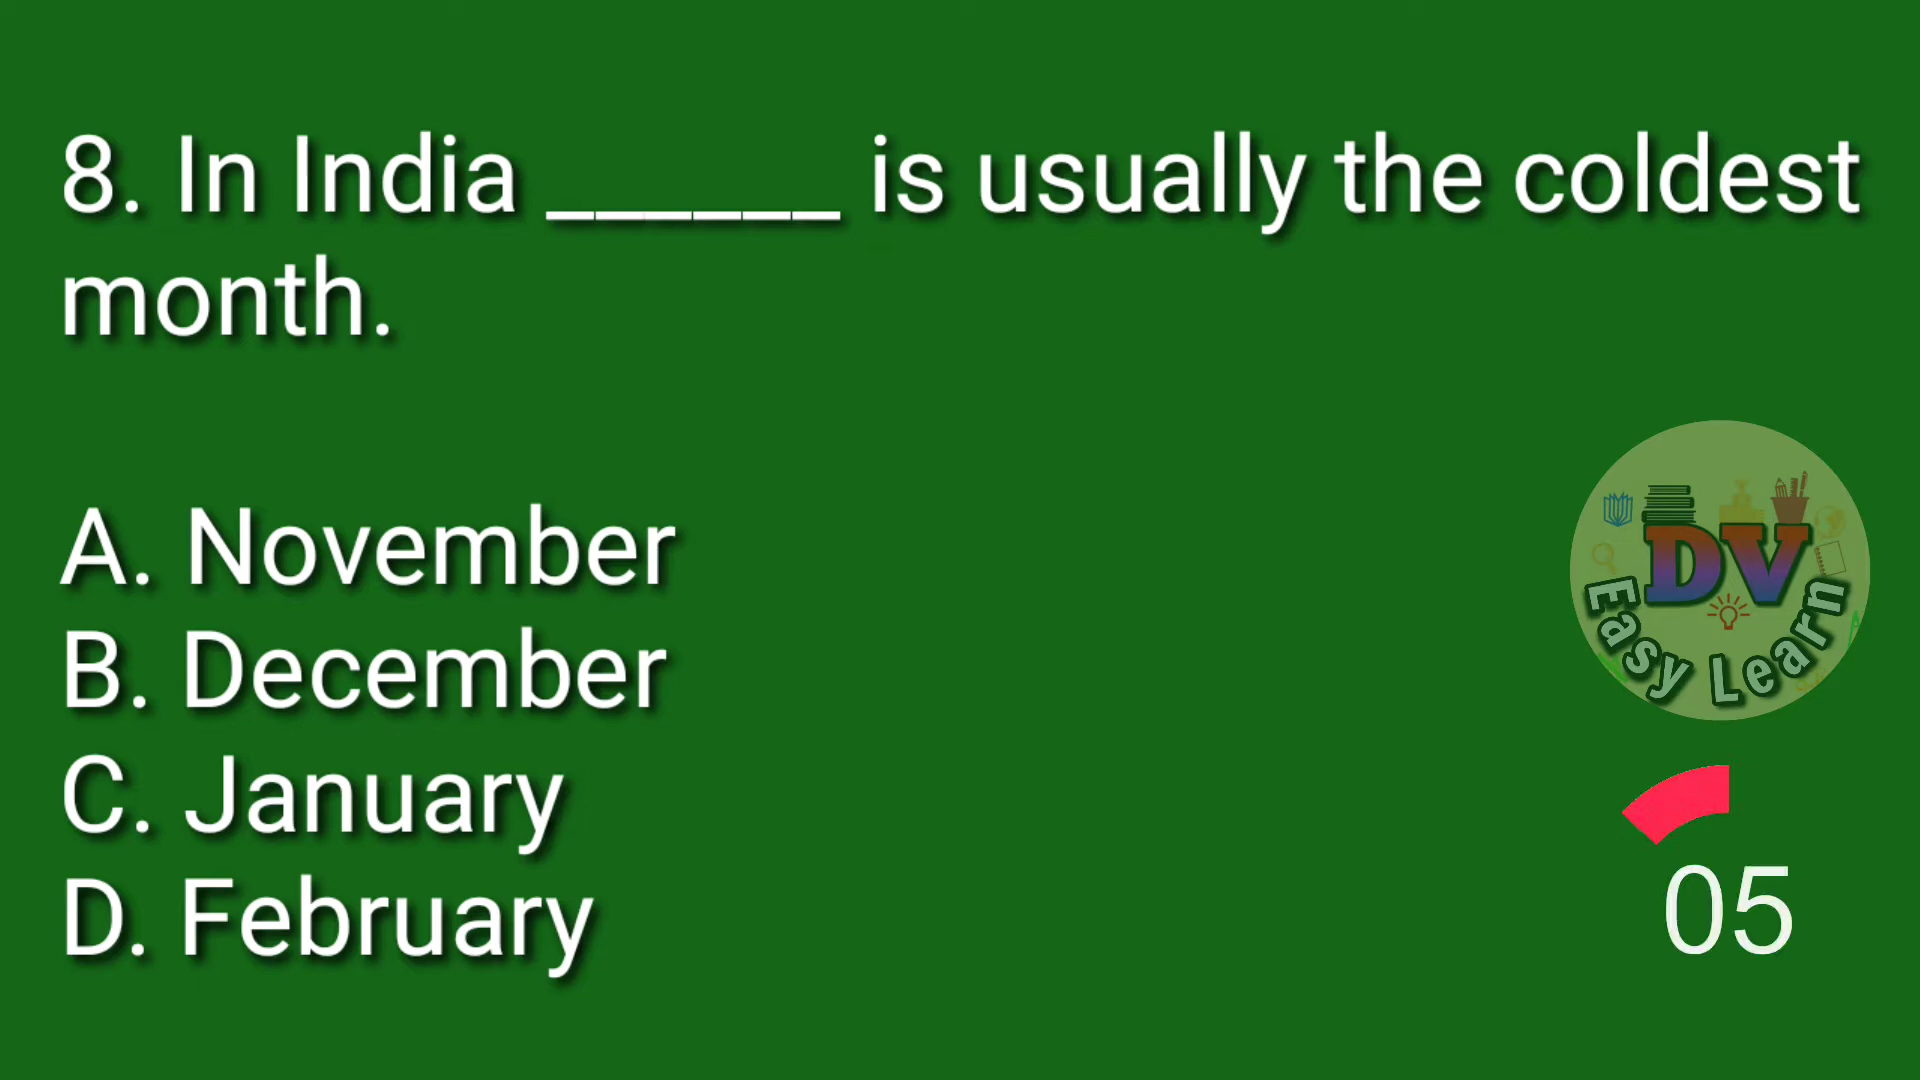 8. In India ______ is usually the coldest
month.
A. November
B. December
C. January
D. February
DV
Easy Learn
05